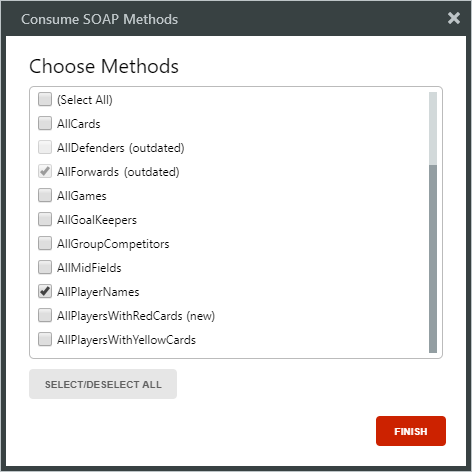 Consume SOAP Methods
Choose Methods
(Select All)
AllCards
AllDefenders (outdated)
AllForwards (outdated)
AllGames
AllGoalKeepers
AllGroupCompetitors
AllMidFields
AllPlayerNames
AllPlayersWithRedCards (new)
AllPlayersWithYellowCards
SELECT/DESELECT ALL
FINISH